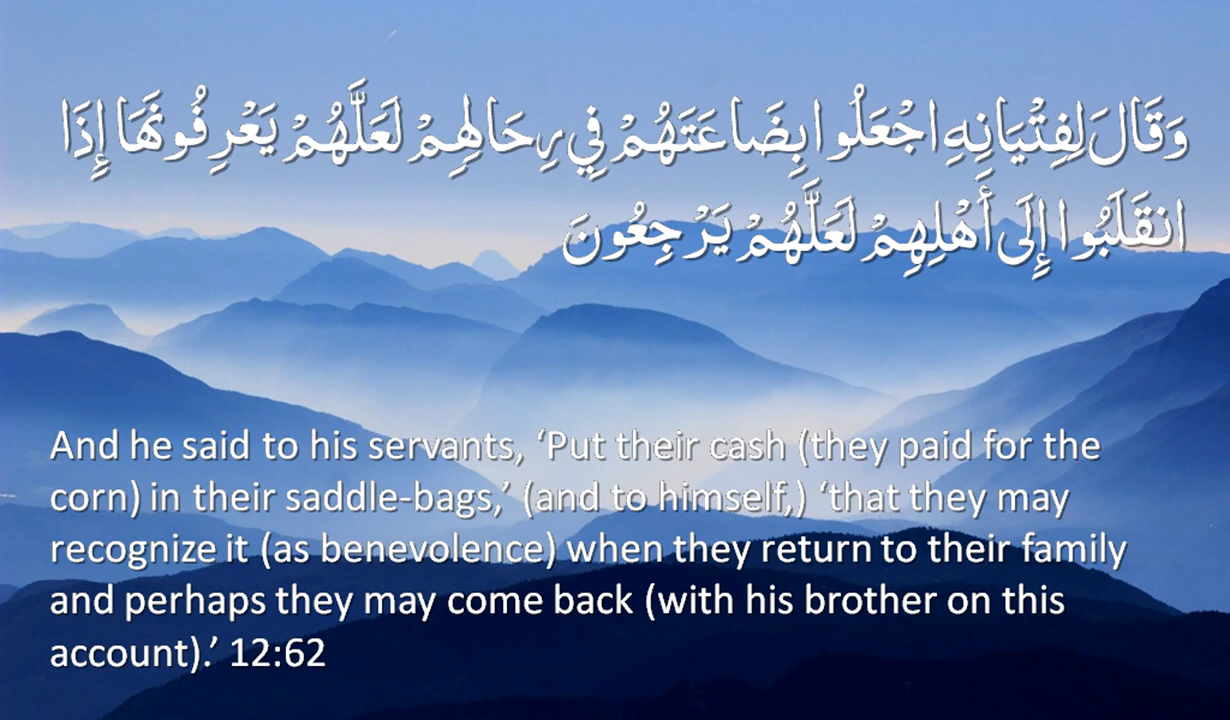 وَقَالَ لِفِتْيَانِهِ اجْعَلُوا بِضَاعَتَهُمْ فِي رِحَالِهِمْ لَعَلَّهُمْ يَعْرِفُونَهَا إِذَا
انقَلَبُوا إِلَى أَهْلِهِمْ لَعَلَّهُمْ يَرْجِعُونَ
And he said to his servants, ‘Put their cash (they paid for the
corn) in their saddle-bags,’ (and to himself,) ‘that they may
recognize it (as benevolence) when they return to their family
and perhaps they may come back (with his brother on this
account).’ 12:62